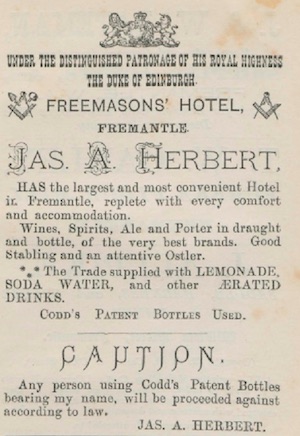 UNDER THE DISTINGUISHED PATRONAGE OF HIS ROYAL HIGHNESS
THE DUKE OF EDINBURGH.
FREEMASONS' HOTEL,
FREMANTLE.
JAS. A. HERBERT,
HAS the largest and most convenient Hotel
in Fremantle, replete with every comfort
and accommodation.
Wines, Spirits, Ale and Porter in draught
and bottle, of the very best brands. Good
Stabling and an attentive Ostler.
*** The Trade supplied with LEMONADE,
SODA WATER, and other ÆRATED
DRINKS.
CODD'S PATENT BOTTLES USED.
CAUTION.
Any person using Codd's Patent Bottles
bearing my name, will be proceeded against
according to law.
JAS. A. HERBERT.